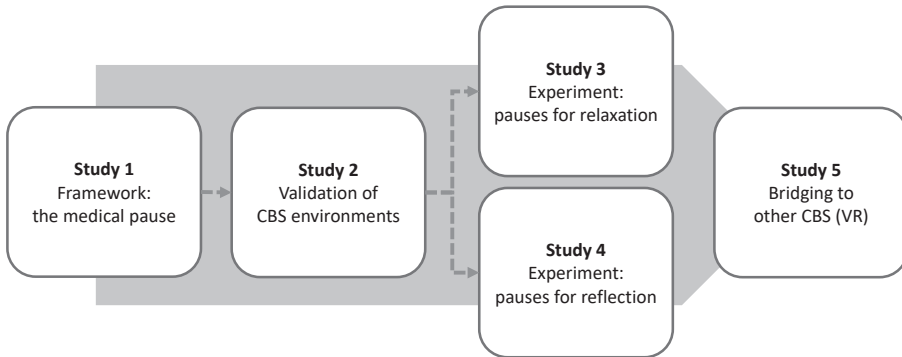 Study 1
Framework:
the medical pause
Study 2
Validation of
CBS environments
Study 3
Experiment:
pauses for relaxation
Study 4
Experiment:
pauses for reflection
Study 5
Bridging to
other CBS (VR)